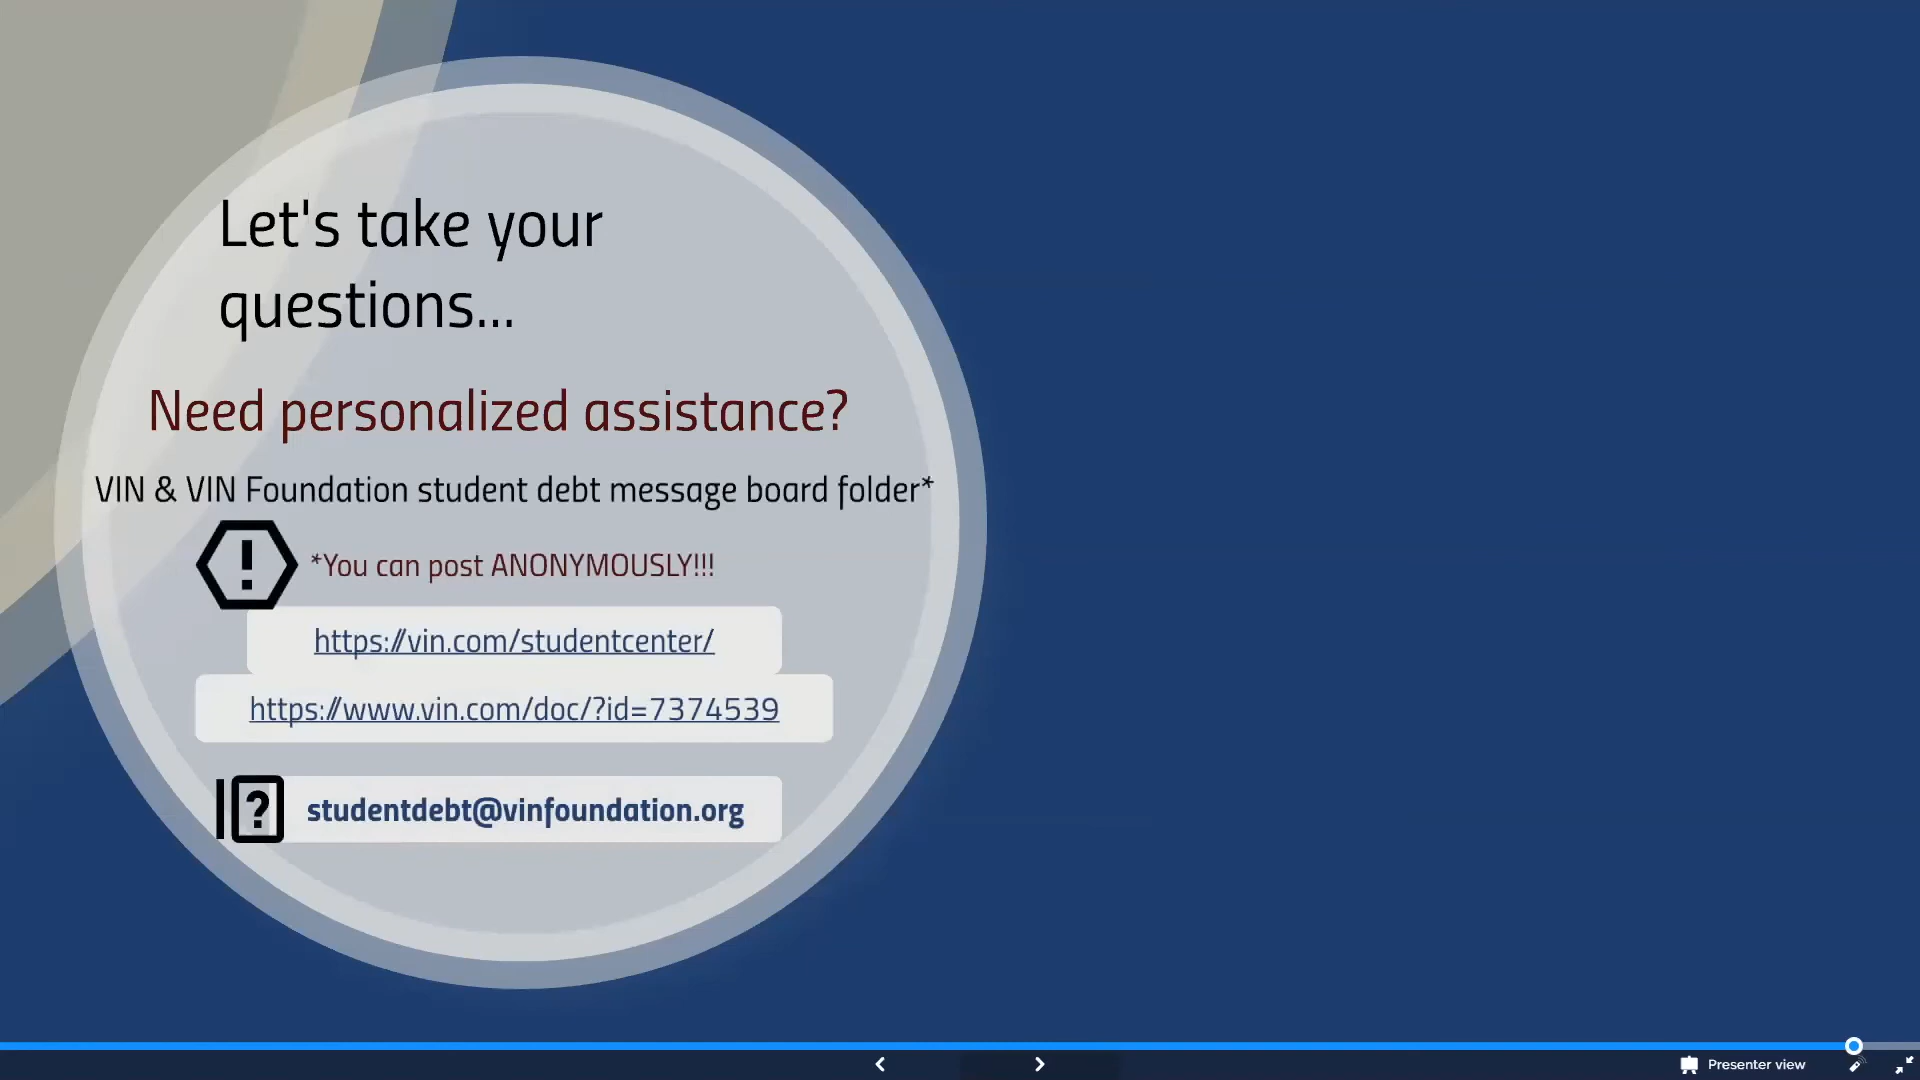 Let's take your
questions...
Need personalized assistance?
VIN & VIN Foundation student debt message board folder*
! *You can post ANONYMOUSLY!!!
https://vin.com/studentcenter/
https://www.vin.com/doc/?id=7374539
? studentdebt@vinfoundation.org
Presenter view